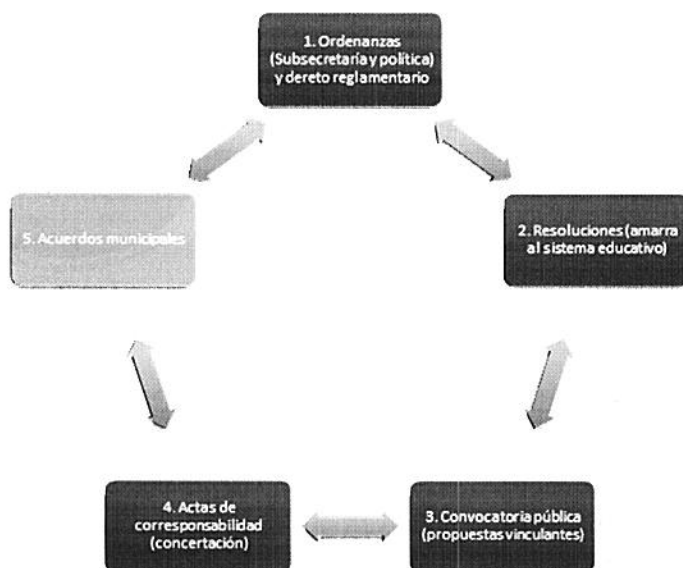 1. Ordenanzas
(Subsecretaría y política)
y dereto reglamentario
2. Resoluciones (amarra
al sistema educativo)
3. Convocatoria pública
(propuestas vinculantes)
4. Actas de
corresponsabilidad
(concertación)
5. Acuerdos municipales